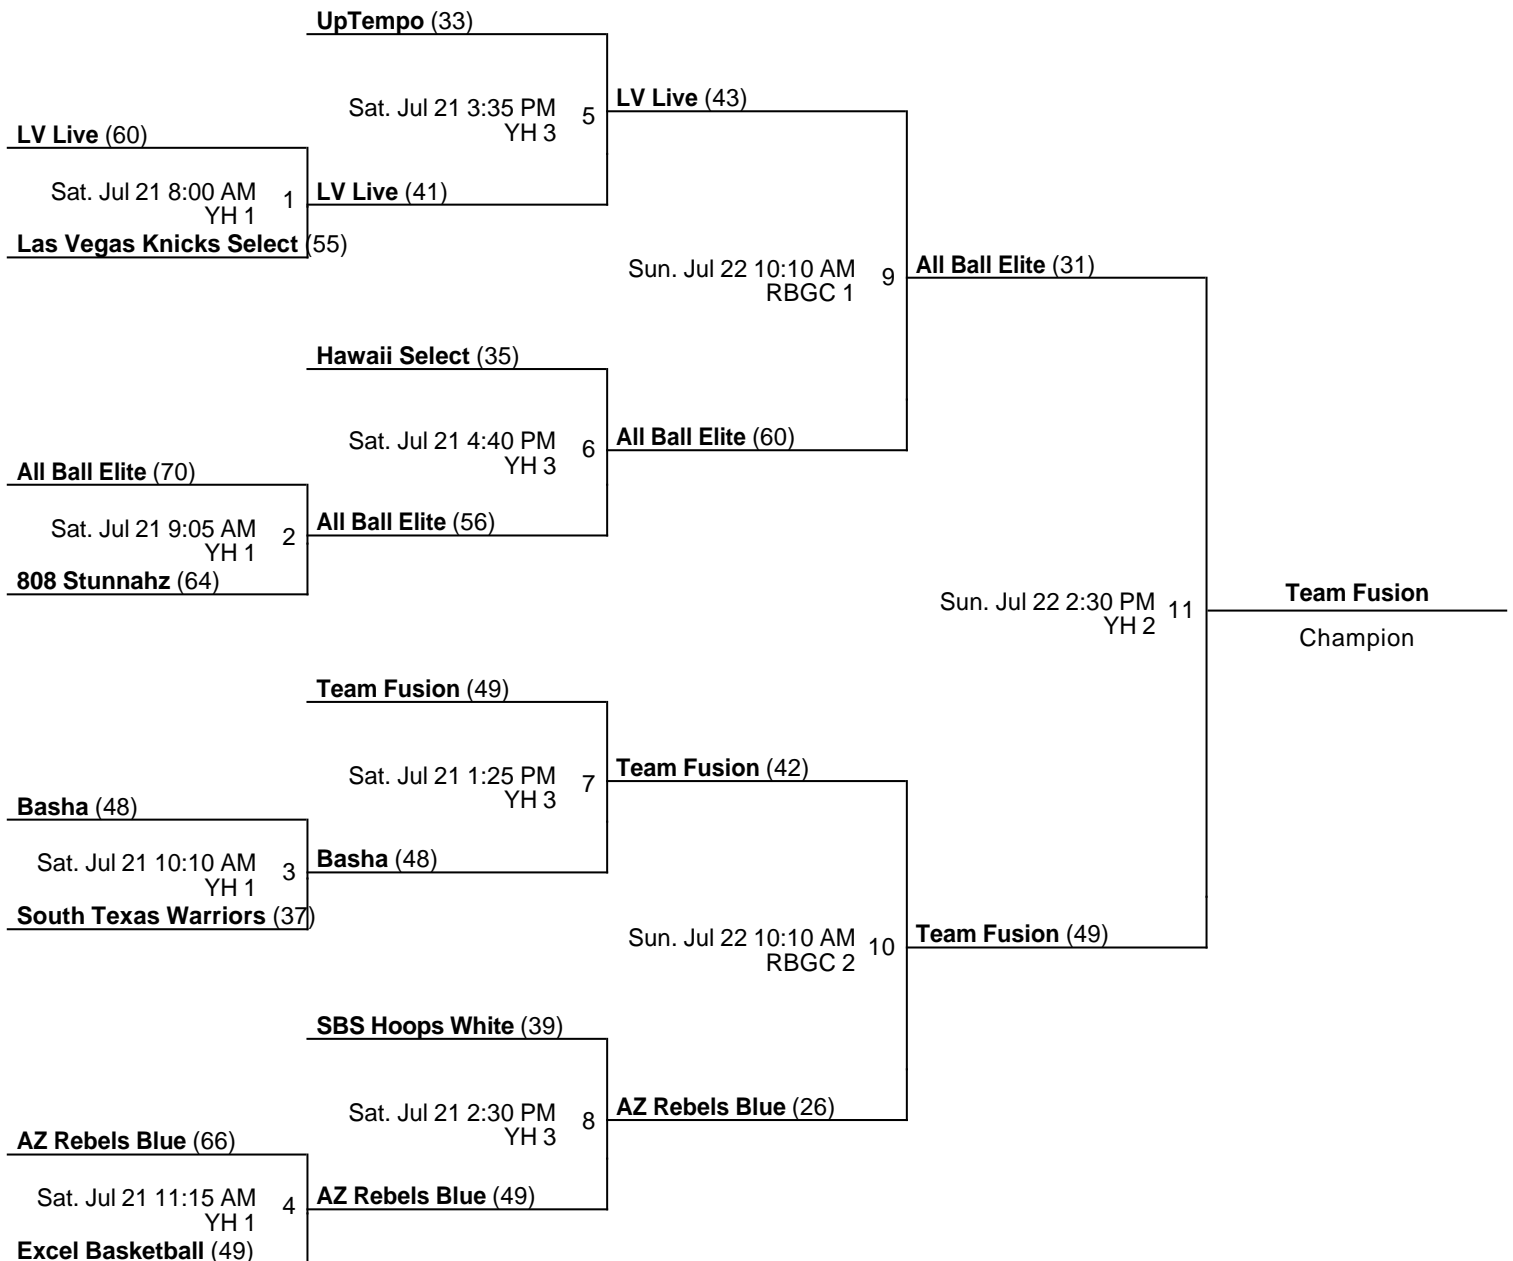 UpTempo (33)
Sat. Jul 21 3:35 PM
YH 3
5
LV Live (43)
LV Live (60)
Sat. Jul 21 8:00 AM
YH 1
1
LV Live (41)
Las Vegas Knicks Select (55)
Sun. Jul 22 10:10 AM
RBGC 1
9
All Ball Elite (31)
Hawaii Select (35)
Sat. Jul 21 4:40 PM
YH 3
6
All Ball Elite (60)
All Ball Elite (70)
Sat. Jul 21 9:05 AM
YH 1
2
All Ball Elite (56)
808 Stunnahz (64)
Sun. Jul 22 2:30 PM
YH 2
11
Team Fusion
Champion
Team Fusion (49)
Sat. Jul 21 1:25 PM
YH 3
7
Team Fusion (42)
Basha (48)
Sat. Jul 21 10:10 AM
YH 1
3
Basha (48)
South Texas Warriors (37)
Sun. Jul 22 10:10 AM
RBGC 2
10
Team Fusion (49)
SBS Hoops White (39)
Sat. Jul 21 2:30 PM
YH 3
8
AZ Rebels Blue (26)
AZ Rebels Blue (66)
Sat. Jul 21 11:15 AM
YH 1
4
AZ Rebels Blue (49)
Excel Basketball (49)